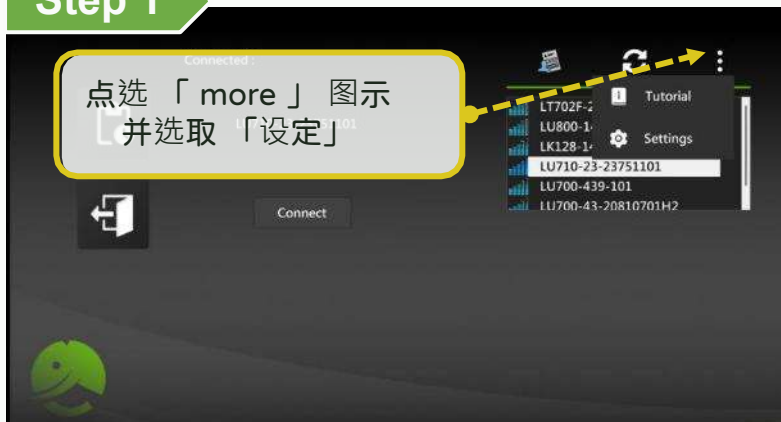 Step 1
Connected :
点选 「 more 」 图示
并选取 「设定」
Tutorial
Settings
LT702F-2
LU800-1
LK128-1
LU710-23-23751101
LU700-439-101
LU700-43-20810701H2
Connect